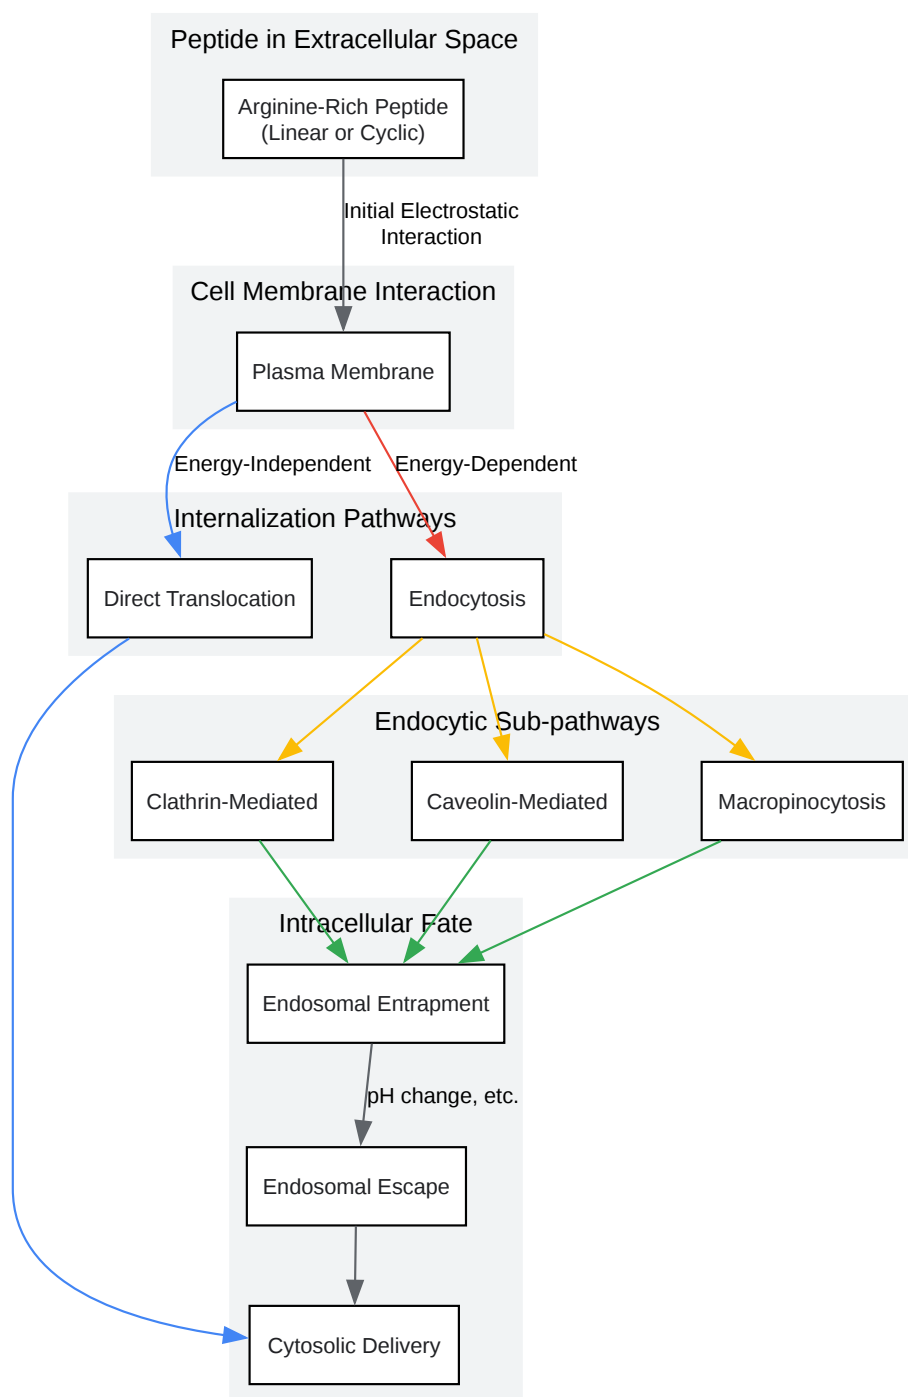 Peptide in Extracellular Space
Arginine-Rich Peptide
(Linear or Cyclic)
Initial Electrostatic
Interaction
Cell Membrane Interaction
Plasma Membrane
Energy-Independent
Energy-Dependent
Internalization Pathways
Direct Translocation
Endocytosis
Endocytic Sub-pathways
Clathrin-Mediated
Caveolin-Mediated
Macropinocytosis
Intracellular Fate
Endosomal Entrapment
pH change, etc.
Endosomal Escape
Cytosolic Delivery